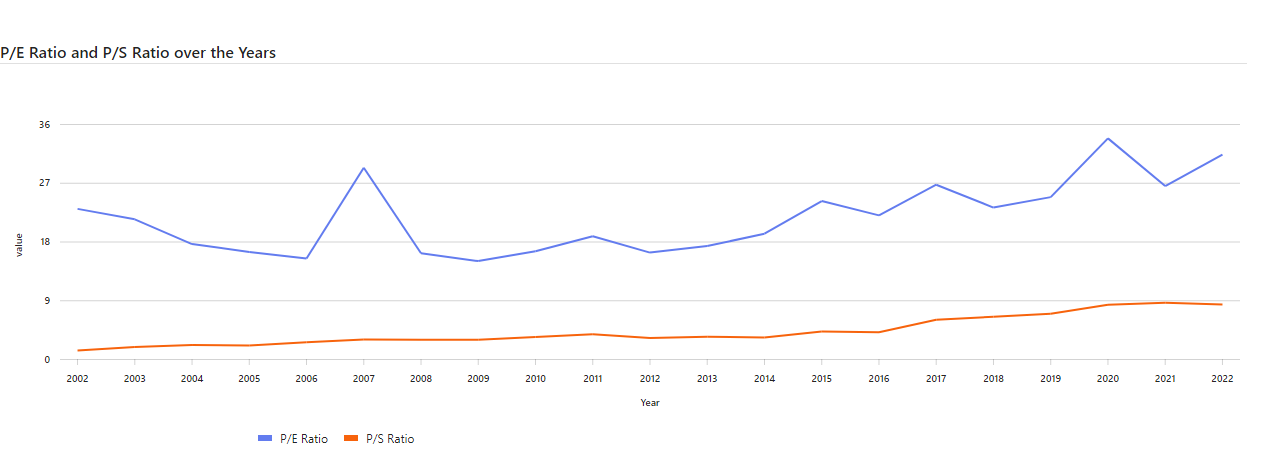 P/E Ratio and P/S Ratio over the Years
36
27
18
9
0
value
2002 2003 2004 2005 2006 2007 2008 2009 2010 2011 2012 2013 2014 2015 2016 2017 2018 2019 2020 2021 2022
Year
P/E Ratio P/S Ratio